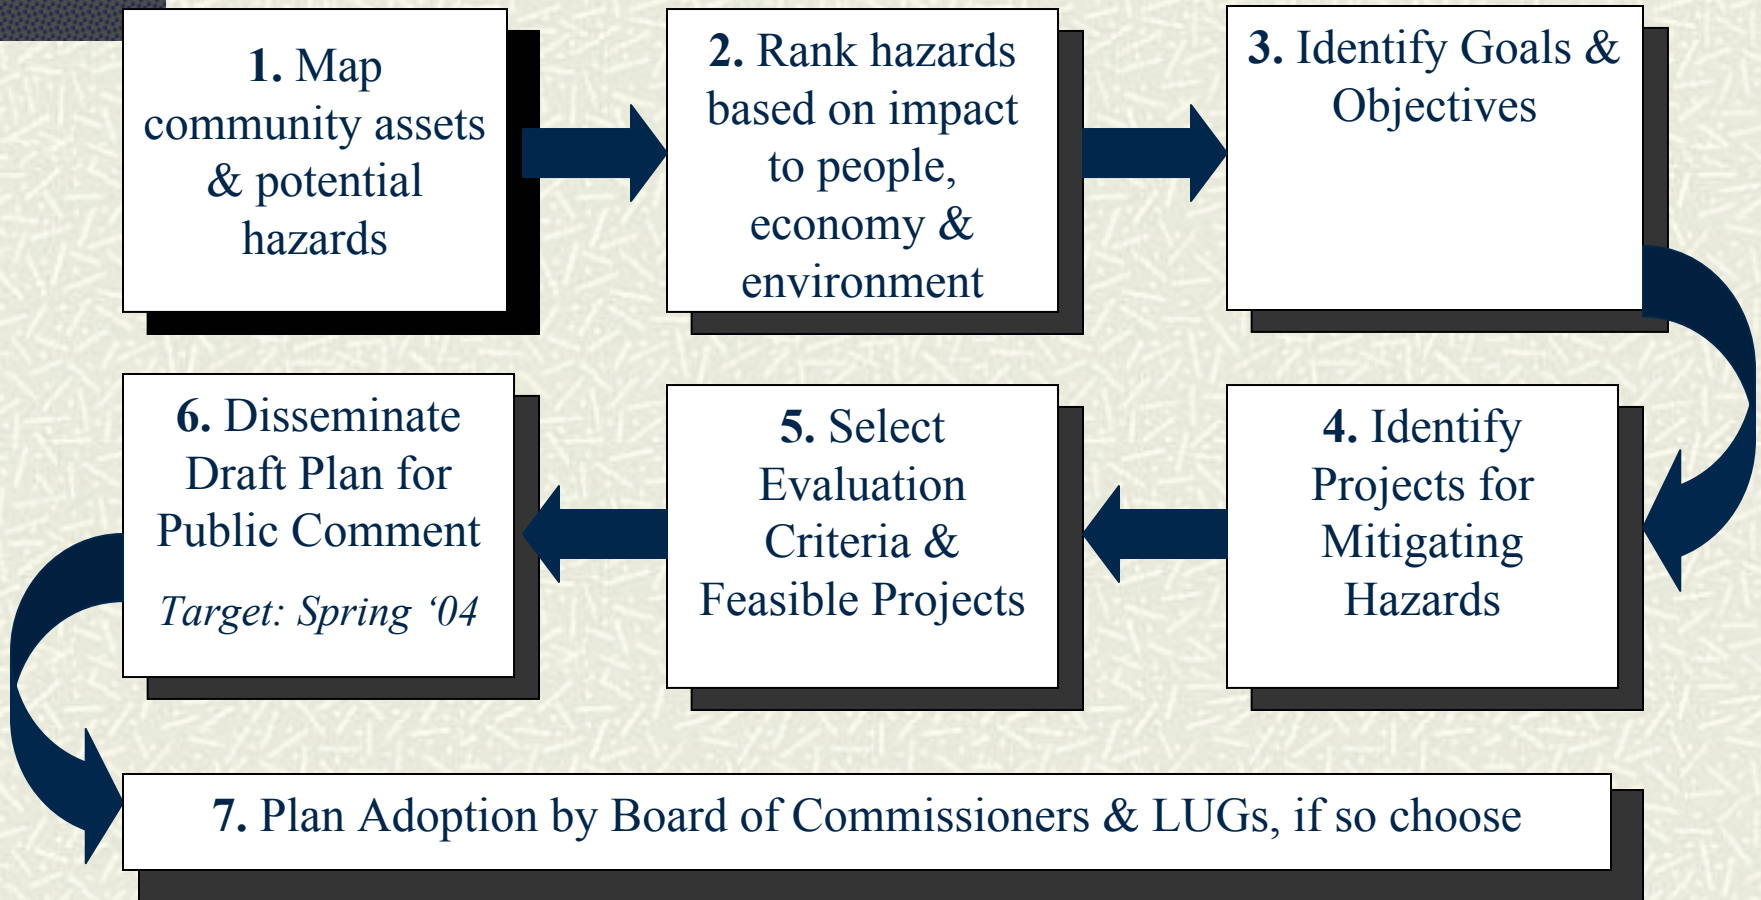 1. Map
community assets
& potential
hazards
2. Rank hazards
based on impact
to people,
economy &
environment
3. Identify Goals &
Objectives
4. Identify
Projects for
Mitigating
Hazards
5. Select
Evaluation
Criteria &
Feasible Projects
6. Disseminate
Draft Plan for
Public Comment
Target: Spring ‘04
7. Plan Adoption by Board of Commissioners & LUGs, if so choose